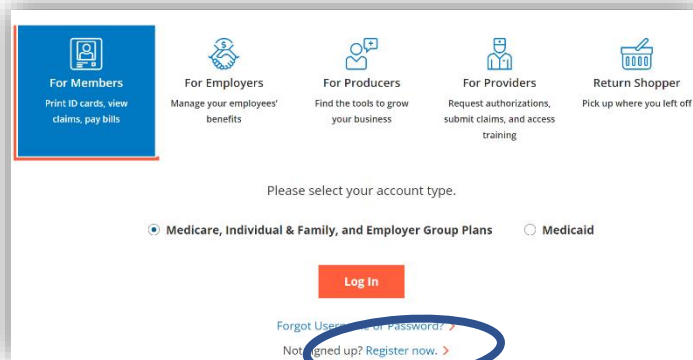 For Members
Print ID cards, view
claims, pay bills
For Employers
Manage your employees'
benefits
For Producers
Find the tools to grow
your business
For Providers
Request authorizations,
submit claims, and access
training
Return Shopper
Pick up where you left off
Please select your account type.
Medicare, Individual & Family, and Employer Group Plans
Medicaid
Log In
Forgot Username or Password? >
Not signed up? Register now. >